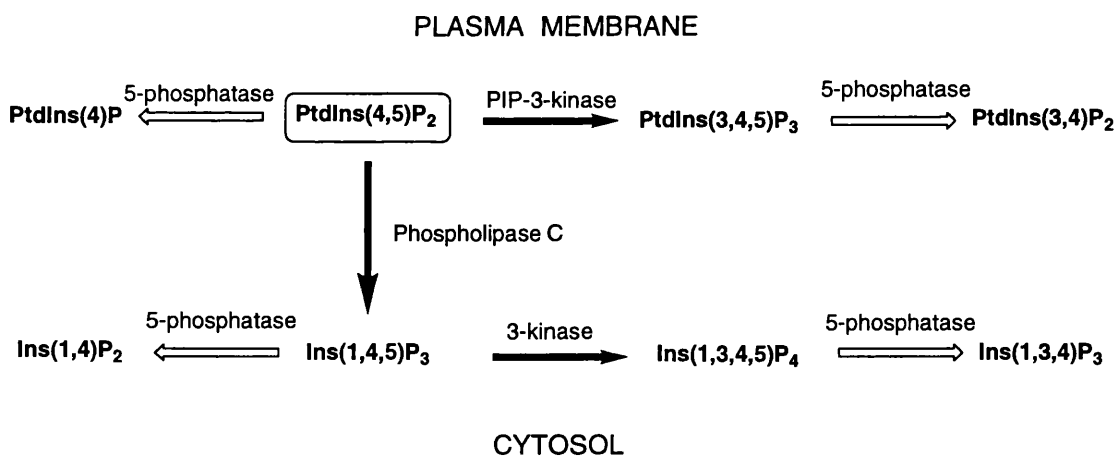 PLASMA MEMBRANE
5-phosphatase PIP-3-kinase 5-phosphatase
PtdIns(4)P PtdIns(4,5)P₂ PtdIns(3,4,5)P₃ PtdIns(3,4)P₂
Phospholipase C
5-phosphatase 3-kinase 5-phosphatase
Ins(1,4)P₂ Ins(1,4,5)P₃ Ins(1,3,4,5)P₄ Ins(1,3,4)P₃
CYTOSOL